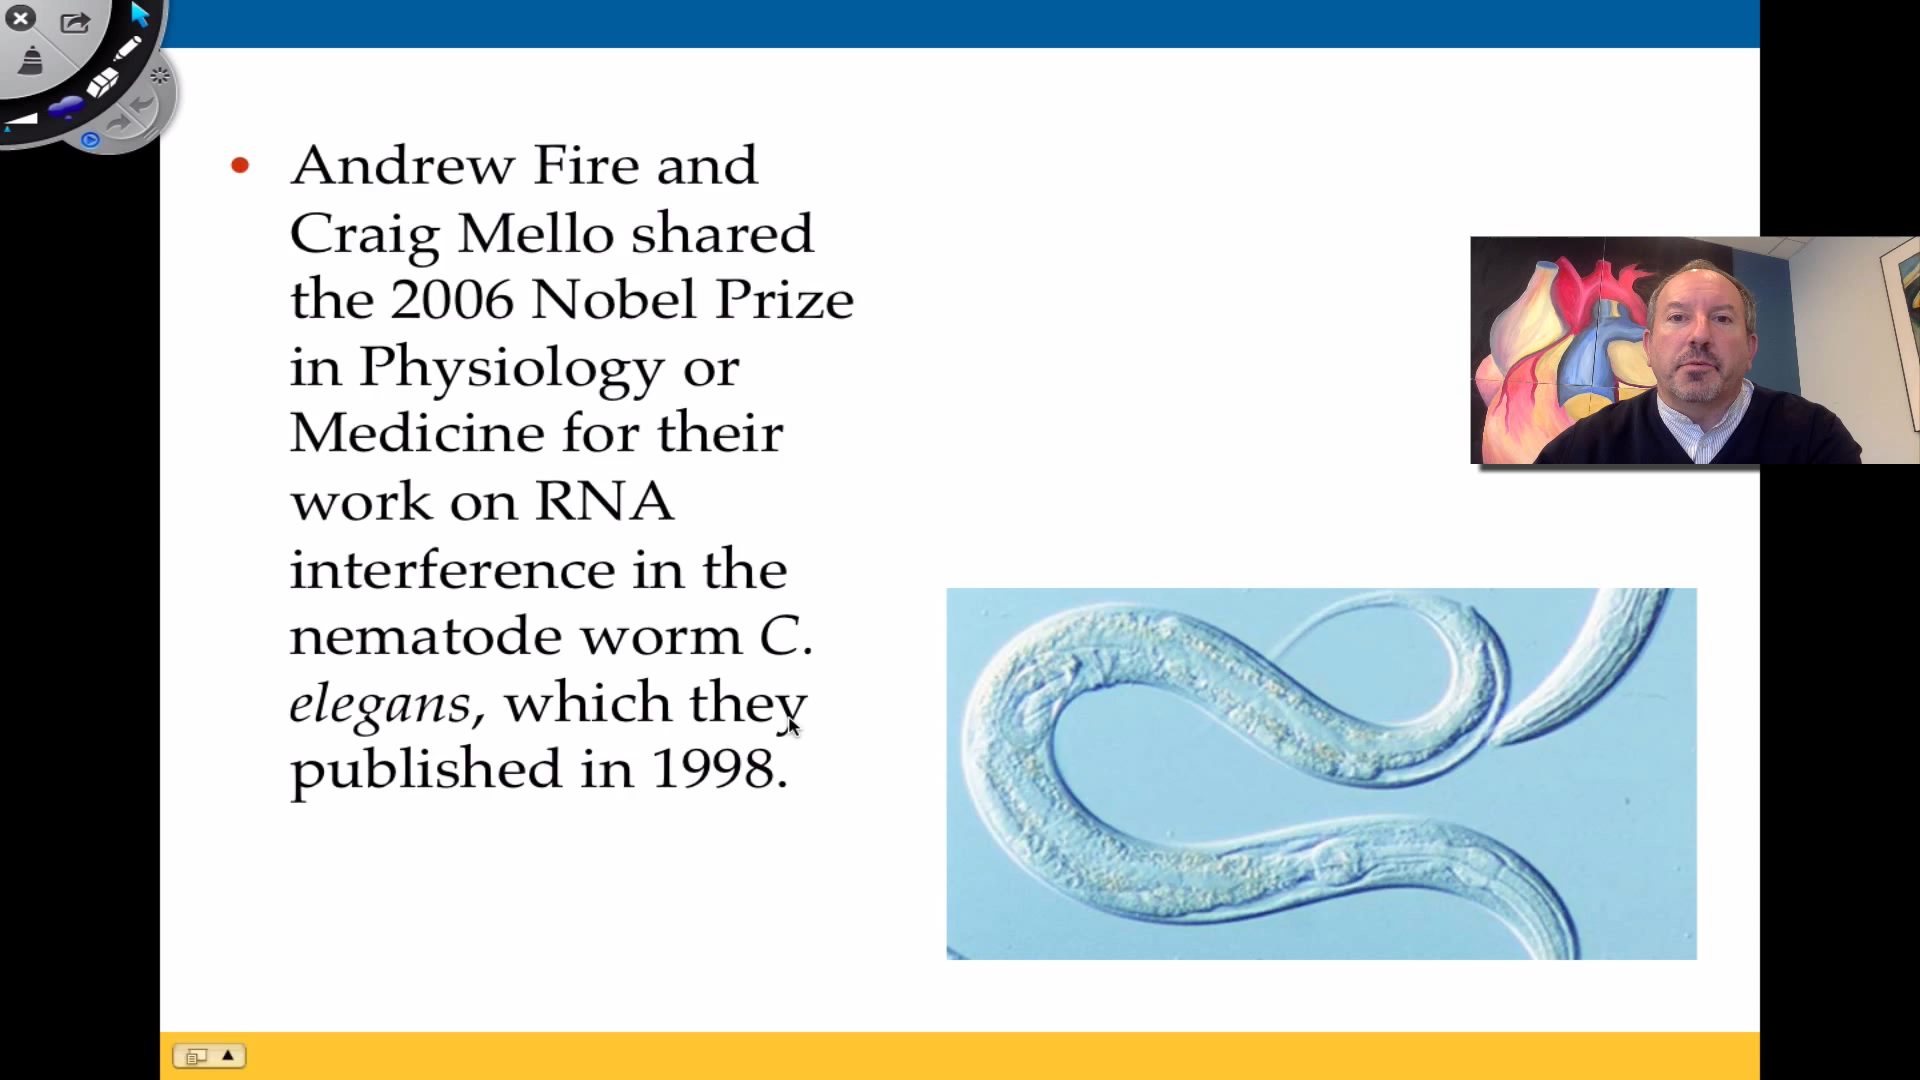 • Andrew Fire and
Craig Mello shared
the 2006 Nobel Prize
in Physiology or
Medicine for their
work on RNA
interference in the
nematode worm C.
elegans, which they
published in 1998.